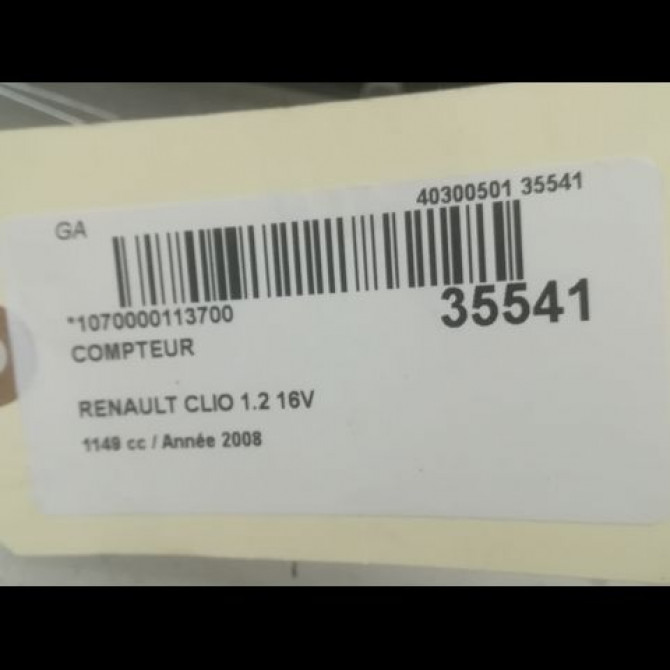 GA
40300501 35541
*1070000113700
35541
COMPTEUR
RENAULT CLIO 1.2 16V
1149 cc / Année 2008